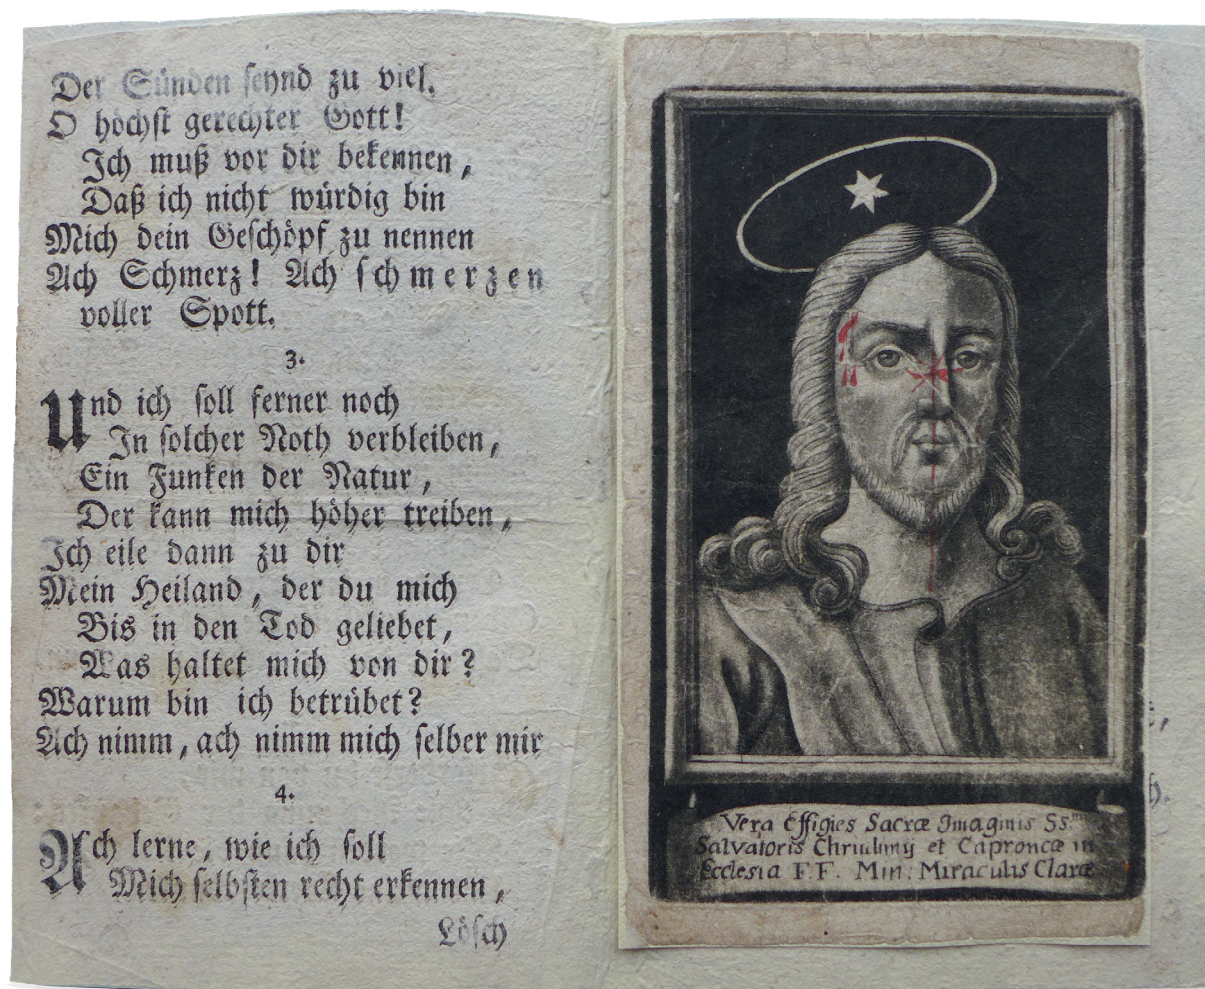 Der Sünden seynd zu viel.
O höchst gerechter Gott!
Ich muß vor dir bekennen,
Daß ich nicht würdig bin
Mich dein Geschöpf zu nennen
Ach Schmerz! Ach schmerzen
voller Spott.
3.
Und ich soll ferner noch
In solcher Noth verbleiben,
Ein Funken der Natur,
Der kann mich höher treiben,
Ich eile dann zu dir
Mein Heiland, der du mich
Bis in den Tod geliebet,
Was haltet mich von dir?
Warum bin ich betrübet?
Ach nimm, ach nimm mich selber mir
4.
Ach lerne, wie ich soll
Mich selbsten recht erkennen,
Lösch
Vera Effigies Sacræ Imaginis Ss.
Salvatoris et Caproncæ in
Ecclesia F.F. Min: Miraculis Claræ